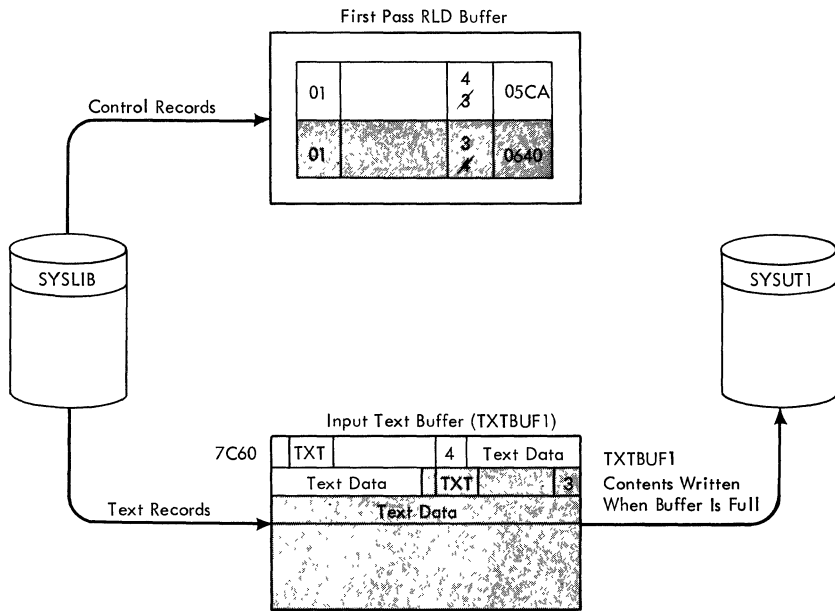 First Pass RLD Buffer
Control Records
01 4 3 05CA
01 3 4 0640
SYSLIB
SYSUT1
Input Text Buffer (TXTBUF1)
7C60 TXT 4 Text Data
Text Data TXT 3
Text Data
Text Records
TXTBUF1
Contents Written
When Buffer Is Full